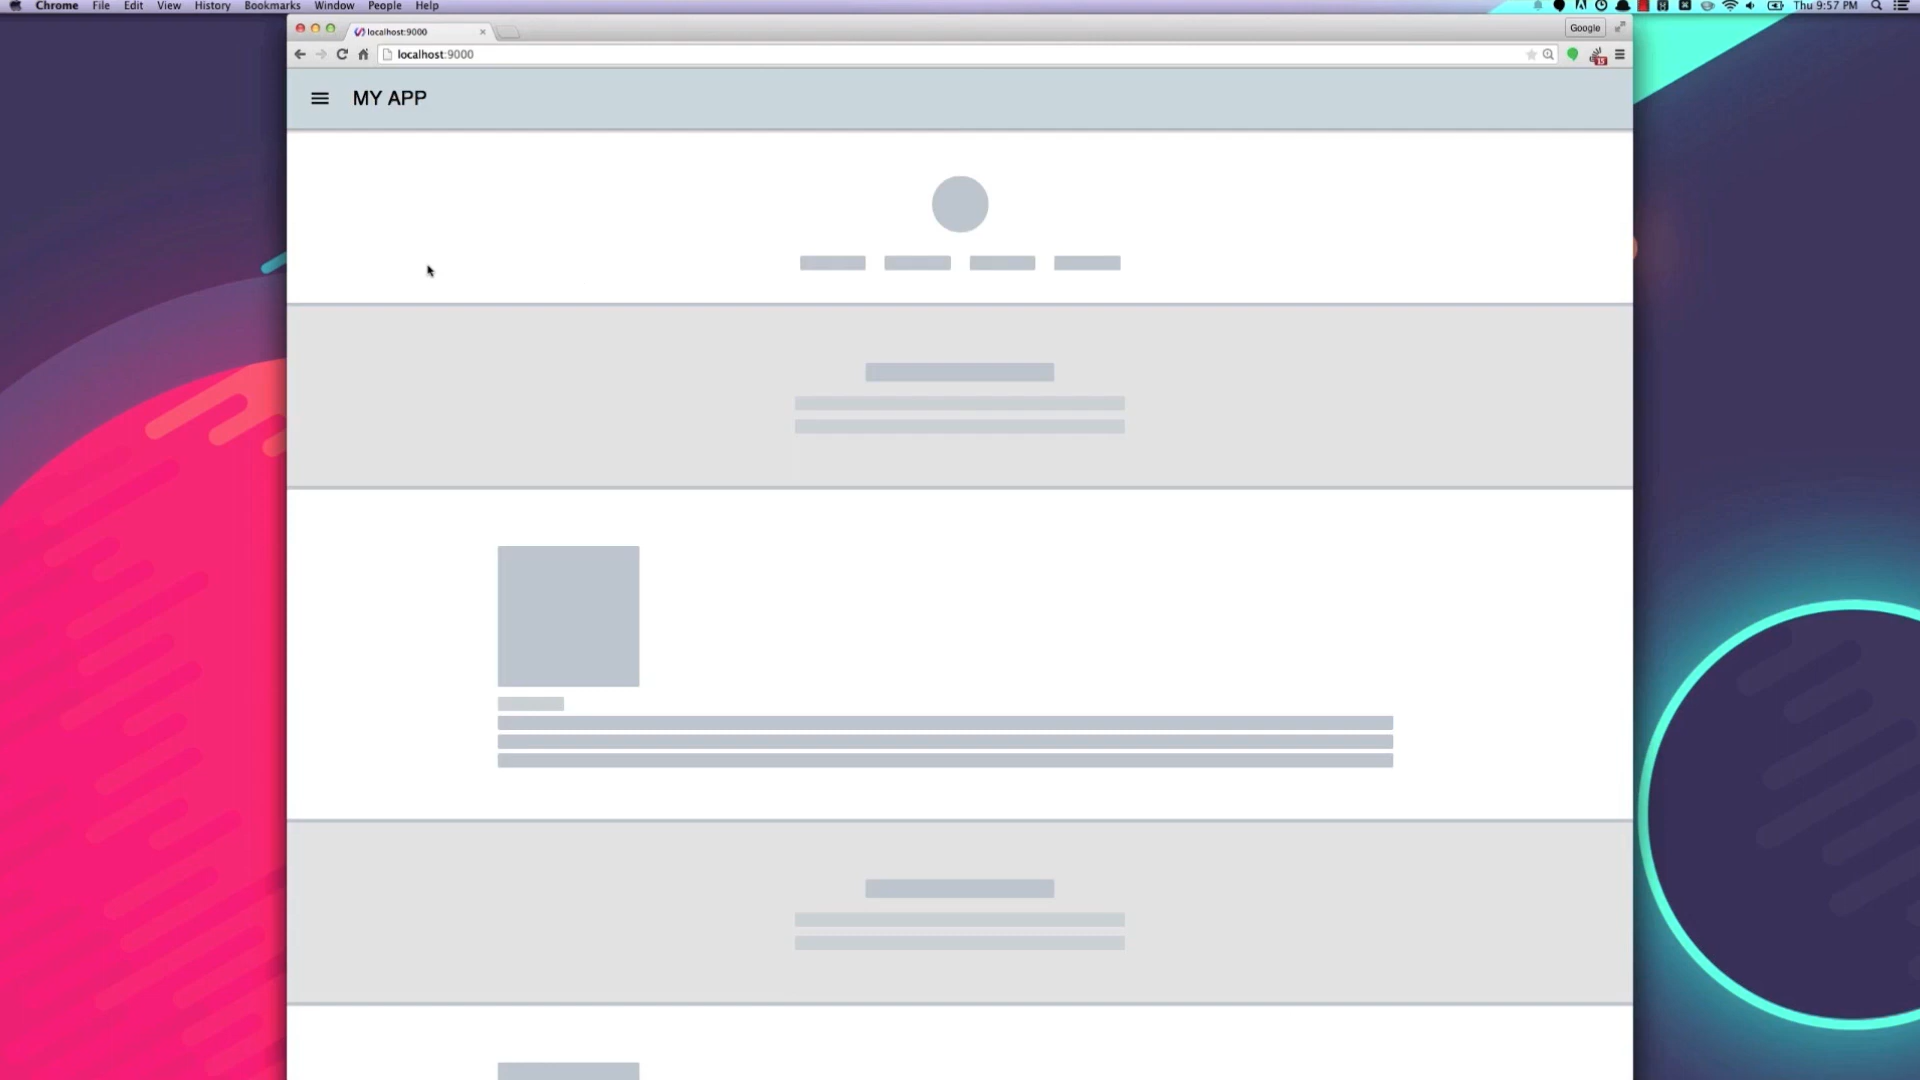 Chrome File Edit View History Bookmarks Window People Help Thu 9:57 PM
localhost:9000 Google
localhost:9000 15
MY APP